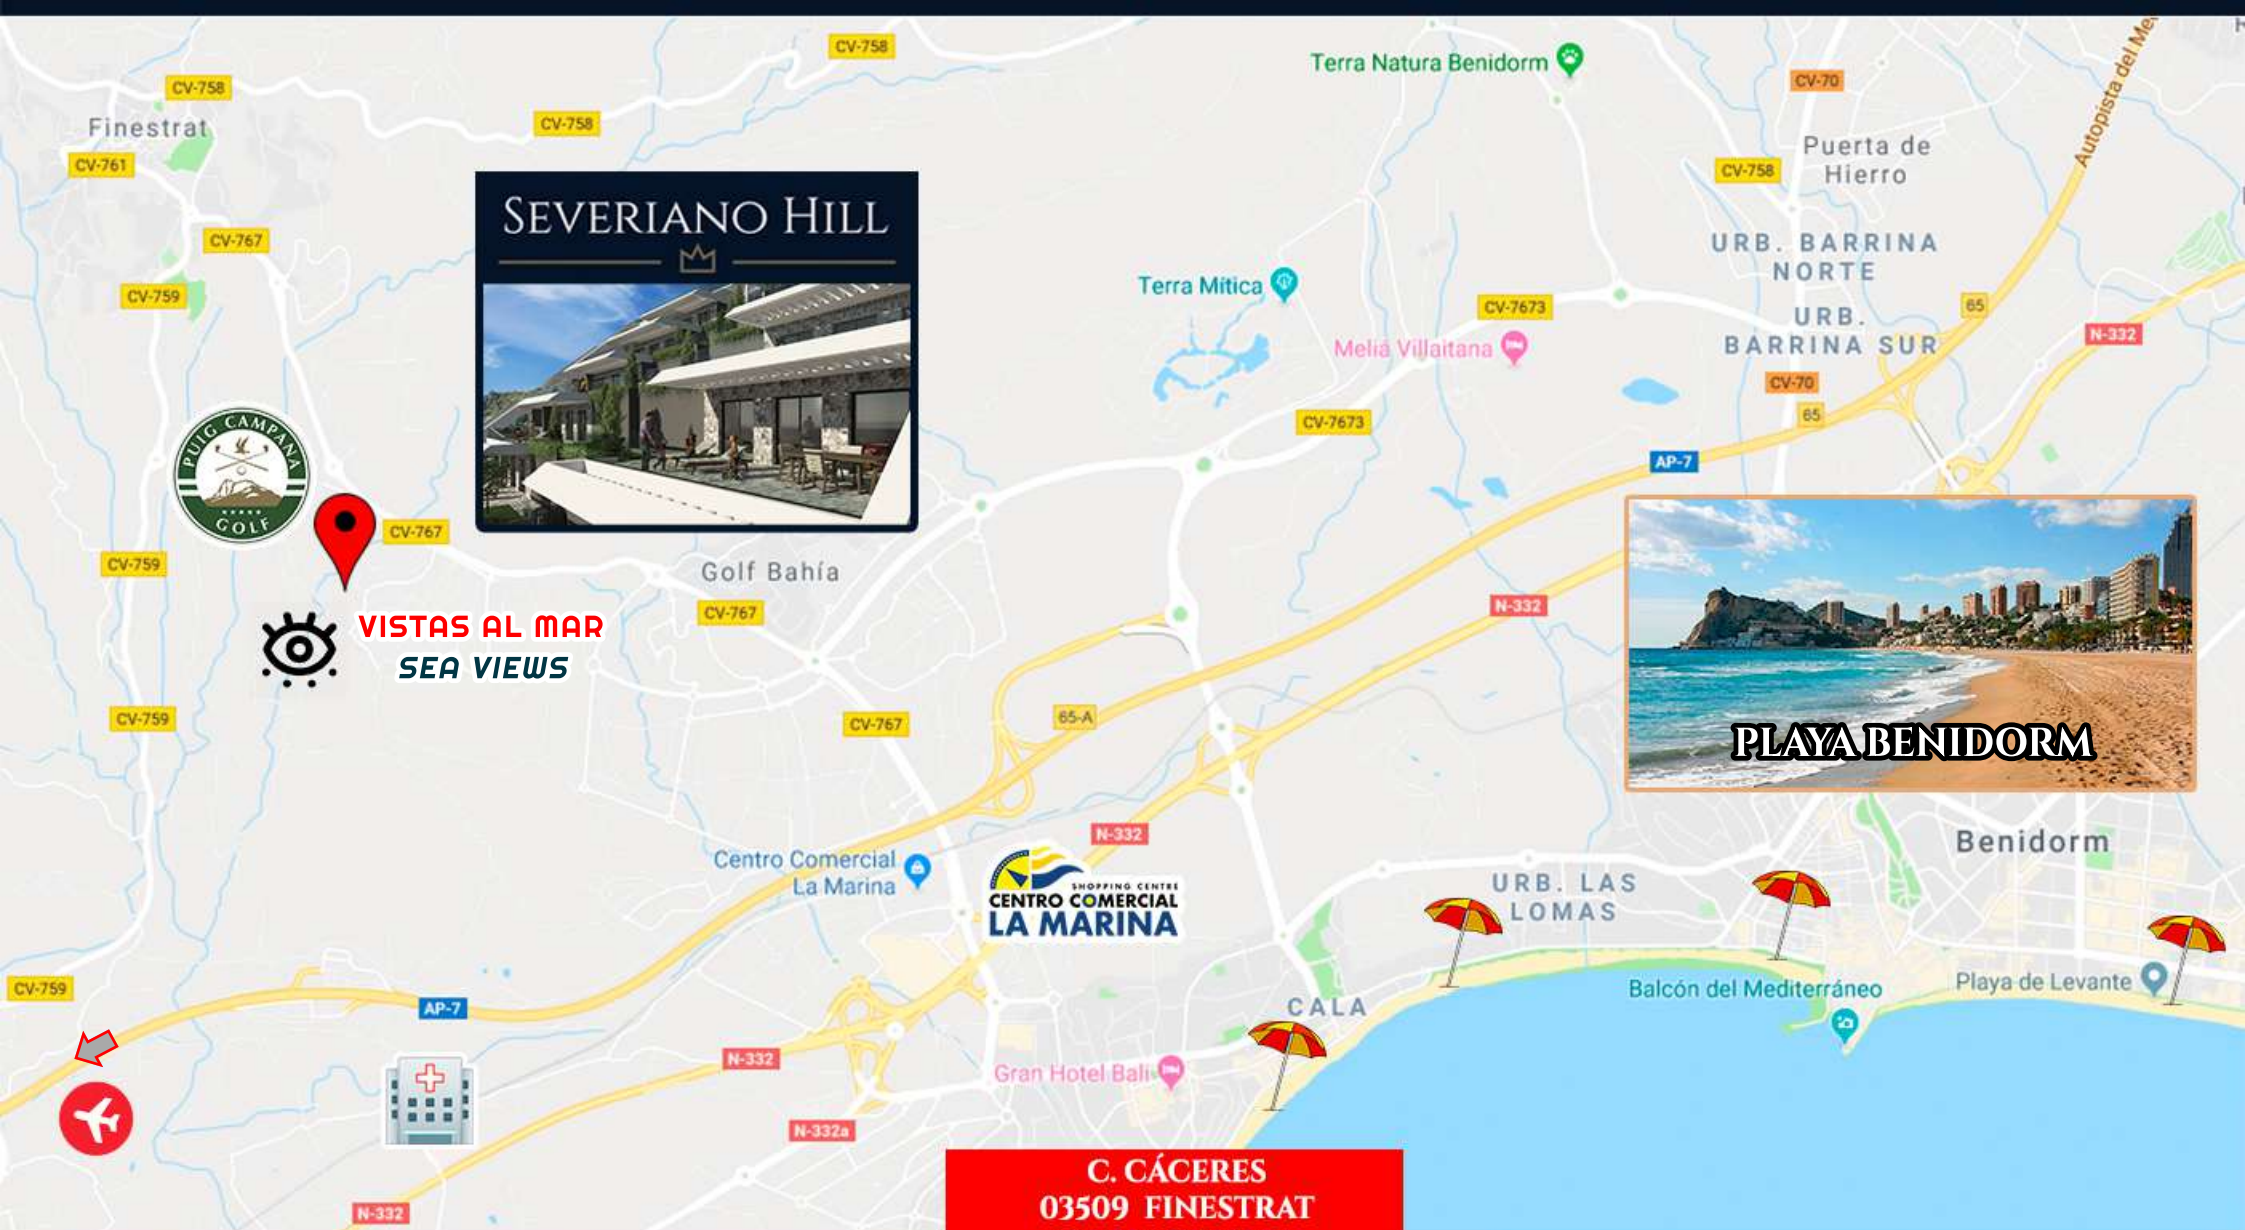 CV-758
Terra Natura Benidorm
CV-70
Autopista del Me
CV-758
Finestrat
CV-758
CV-761
Puerta de
Hierro
CV-758
SEVERIANO HILL
CV-767
URB. BARRINA
NORTE
CV-759
Terra Mítica
CV-7673
65
URB.
BARRINA SUR
N-332
Meliá Villaitana
CV-70
65
CV-7673
PUIG CAMPANA
GOLF
AP-7
CV-767
CV-759
Golf Bahía
CV-767
N-332
VISTAS AL MAR
SEA VIEWS
CV-759
CV-767
65-A
PLAYA BENIDORM
N-332
Benidorm
Centro Comercial
La Marina
SHOPPING CENTRE
CENTRO COMERCIAL
LA MARINA
URB. LAS
LOMAS
CV-759
AP-7
CALA
Balcón del Mediterráneo
Playa de Levante
N-332
Gran Hotel Bali
N-332a
C. CÁCERES
03509 FINESTRAT
N-332